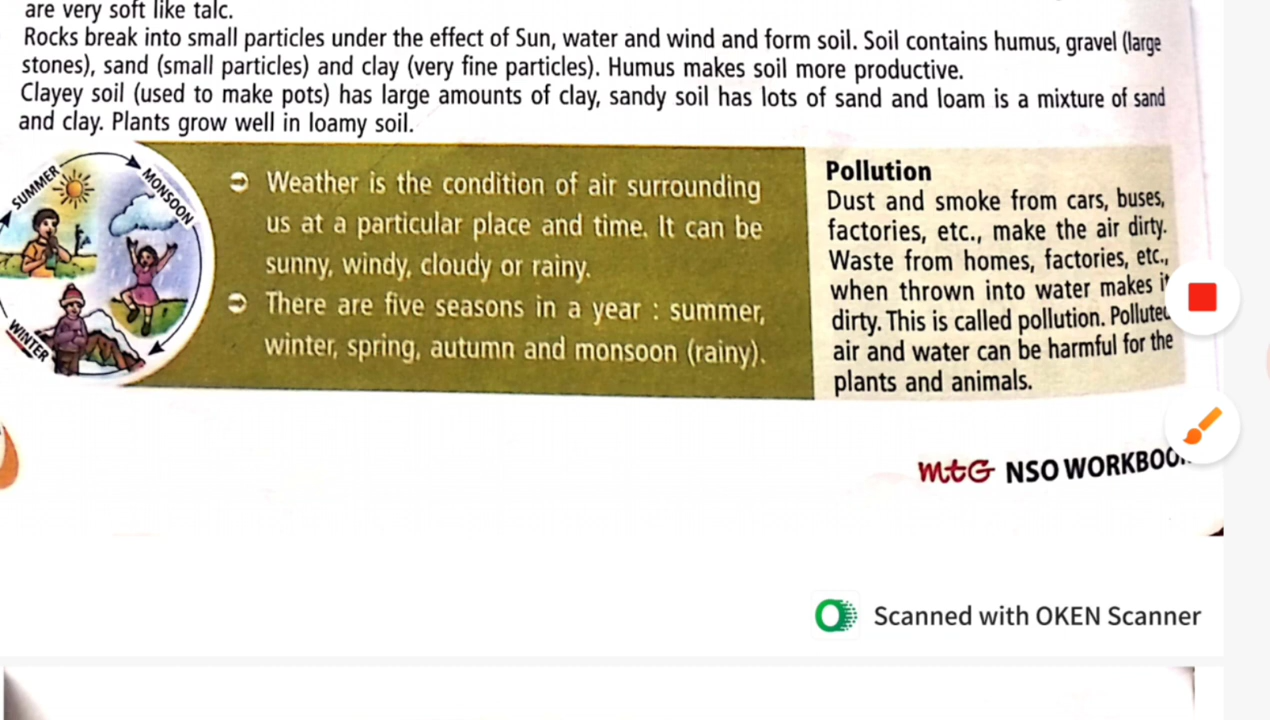 are very soft like talc.
Rocks break into small particles under the effect of Sun, water and wind and form soil. Soil contains humus, gravel (large
stones), sand (small particles) and clay (very fine particles). Humus makes soil more productive.
Clayey soil (used to make pots) has large amounts of clay, sandy soil has lots of sand and loam is a mixture of sand
and clay. Plants grow well in loamy soil.
SUMMER
MONSOON
WINTER
➲ Weather is the condition of air surrounding
us at a particular place and time. It can be
sunny, windy, cloudy or rainy.
➲ There are five seasons in a year : summer,
winter, spring, autumn and monsoon (rainy).
Pollution
Dust and smoke from cars, buses,
factories, etc., make the air dirty.
Waste from homes, factories, etc.,
when thrown into water makes it
dirty. This is called pollution. Polluted
air and water can be harmful for the
plants and animals.
mtG NSO WORKBOO
Scanned with OKEN Scanner